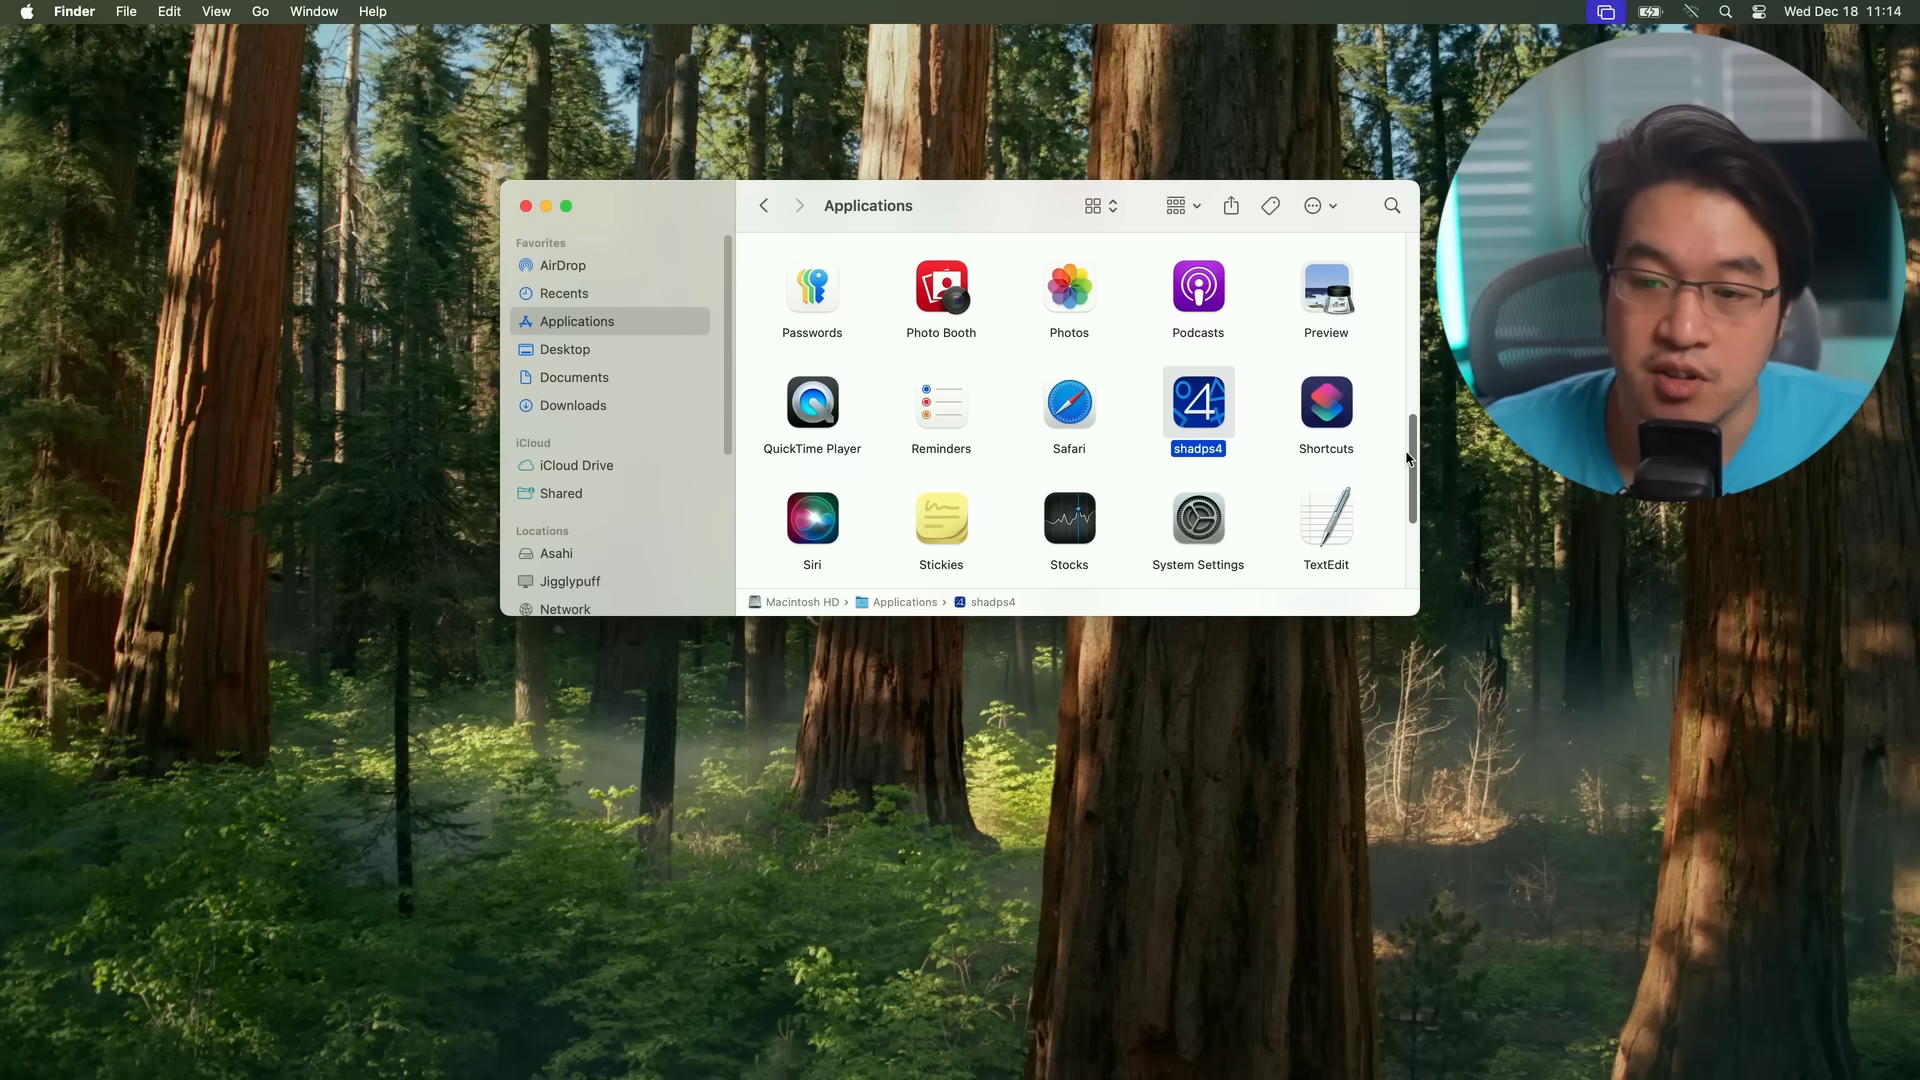 Finder File Edit View Go Window Help
Wed Dec 18 11:14
Applications
Favorites
AirDrop
Recents
Applications
Desktop
Documents
Downloads
iCloud
iCloud Drive
Shared
Locations
Asahi
Jigglypuff
Network
Passwords Photo Booth Photos Podcasts Preview
4
QuickTime Player Reminders Safari shadps4 Shortcuts
Siri Stickies Stocks System Settings TextEdit
Macintosh HD › Applications › shadps4